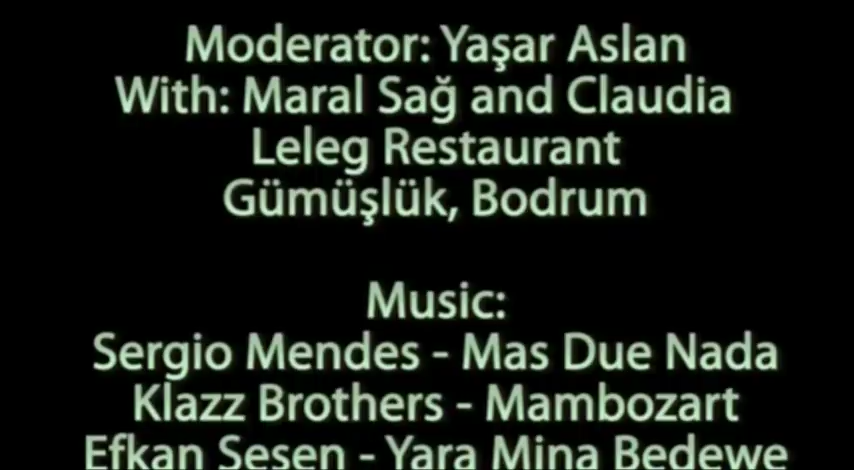 Moderator: Yaşar Aslan
With: Maral Sağ and Claudia
Leleg Restaurant
Gümüşlük, Bodrum
Music:
Sergio Mendes - Mas Due Nada
Klazz Brothers - Mambozart
Efkan Sesen - Yara Mina Bedewe